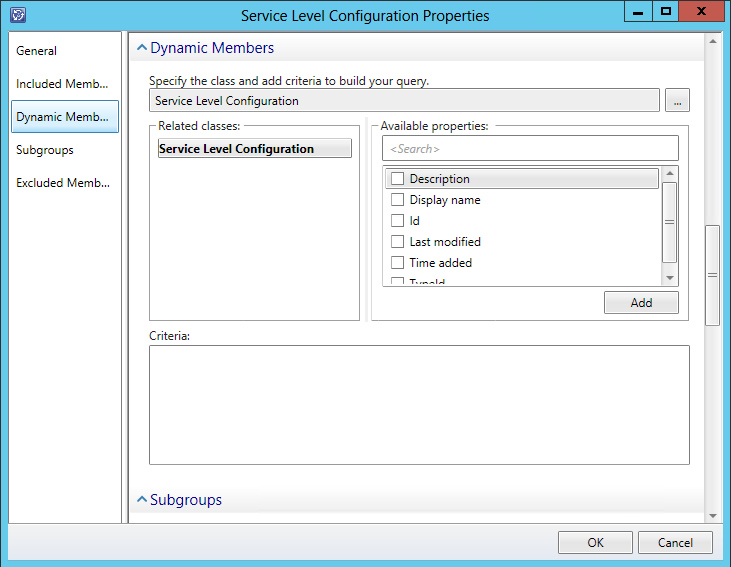 Service Level Configuration Properties
General
Included Memb...
Dynamic Memb...
Subgroups
Excluded Memb...
Dynamic Members
Specify the class and add criteria to build your query.
Service Level Configuration
...
Related classes:
Service Level Configuration
Available properties:
<Search>
Description
Display name
Id
Last modified
Time added
TypeId
Add
Criteria:
Subgroups
OK
Cancel